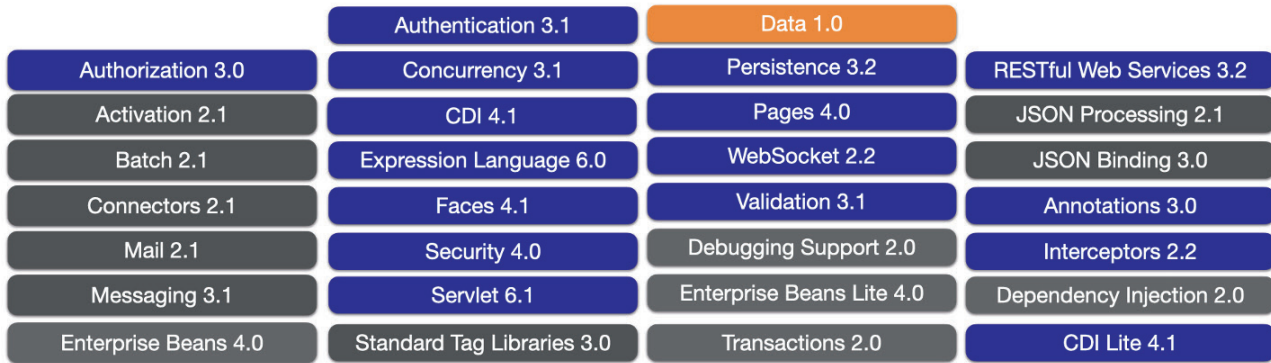 Authorization 3.0
Activation 2.1
Batch 2.1
Connectors 2.1
Mail 2.1
Messaging 3.1
Enterprise Beans 4.0
Authentication 3.1
Concurrency 3.1
CDI 4.1
Expression Language 6.0
Faces 4.1
Security 4.0
Servlet 6.1
Standard Tag Libraries 3.0
Data 1.0
Persistence 3.2
Pages 4.0
WebSocket 2.2
Validation 3.1
Debugging Support 2.0
Enterprise Beans Lite 4.0
Transactions 2.0
RESTful Web Services 3.2
JSON Processing 2.1
JSON Binding 3.0
Annotations 3.0
Interceptors 2.2
Dependency Injection 2.0
CDI Lite 4.1